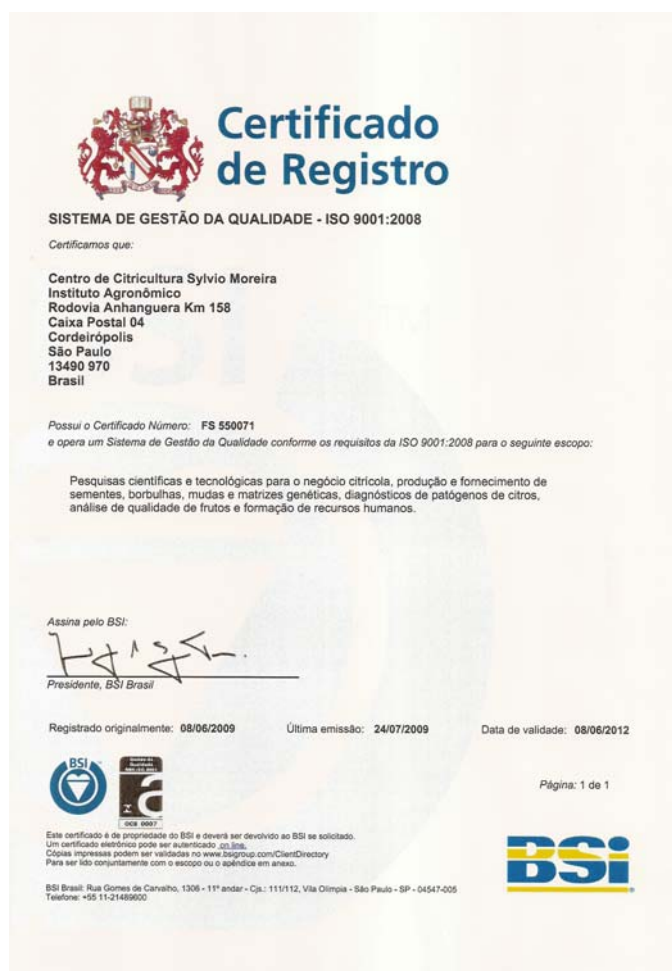 Certificado
de Registro
SISTEMA DE GESTÃO DA QUALIDADE - ISO 9001:2008
Certificamos que:
Centro de Citricultura Sylvio Moreira
Instituto Agronômico
Rodovia Anhanguera Km 158
Caixa Postal 04
Cordeirópolis
São Paulo
13490 970
Brasil
Possui o Certificado Número: FS 550071
e opera um Sistema de Gestão da Qualidade conforme os requisitos da ISO 9001:2008 para o seguinte escopo:
Pesquisas científicas e tecnológicas para o negócio citrícola, produção e fornecimento de
sementes, borbulhas, mudas e matrizes genéticas, diagnósticos de patógenos de citros,
análise de qualidade de frutos e formação de recursos humanos.
Assina pelo BSI:
Presidente, BSI Brasil
Registrado originalmente: 08/06/2009 Última emissão: 24/07/2009 Data de validade: 08/06/2012
BSI
OCS 0007
Página: 1 de 1
Este certificado é de propriedade do BSI e deverá ser devolvido ao BSI se solicitado.
Um certificado eletrônico pode ser autenticado on line.
Cópias impressas podem ser validadas no www.bsigroup.com/ClientDirectory
Para ser lido conjuntamente com o escopo ou o apêndice em anexo.
BSI Brasil: Rua Gomes de Carvalho, 1306 - 11º andar - Cjs.: 111/112, Vila Olímpia - São Paulo - SP - 04547-005
Telefone: +55 11-21489600
BSi